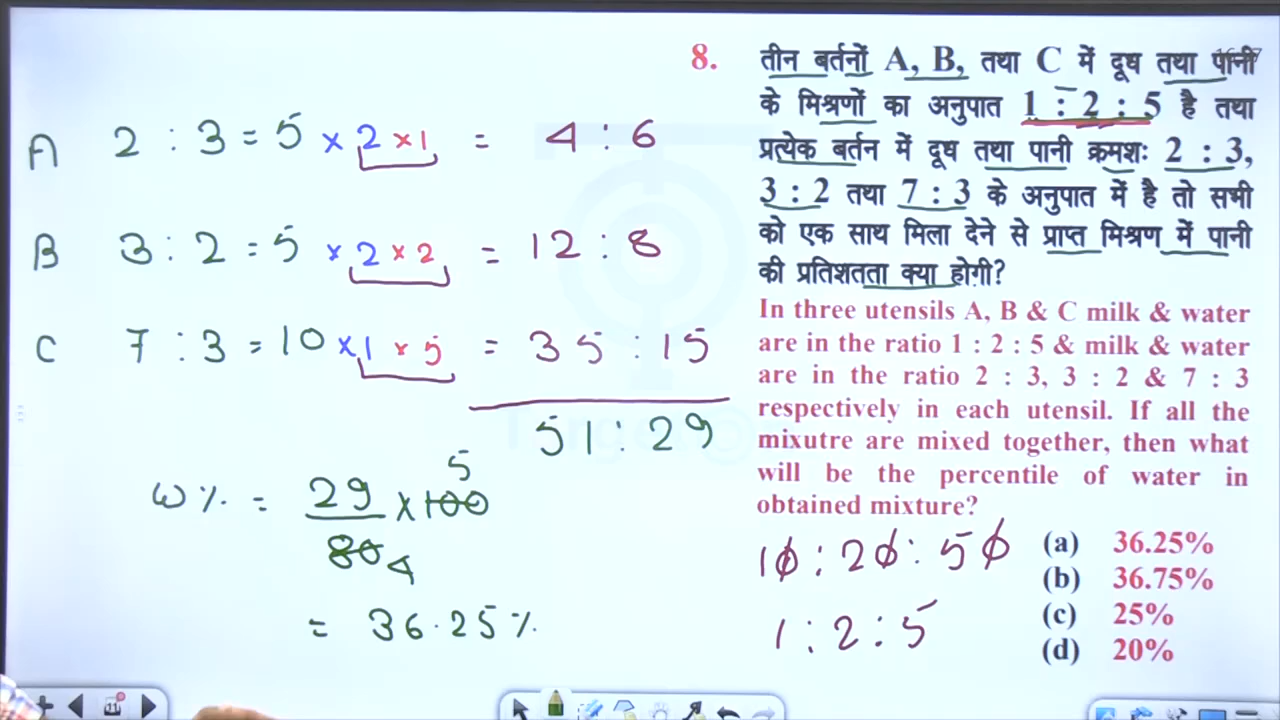 8. तीन बर्तनों A, B, तथा C में दूध तथा पानी
के मिश्रणों का अनुपात 1 : 2 : 5 है तथा
प्रत्येक बर्तन में दूध तथा पानी क्रमशः 2 : 3,
3 : 2 तथा 7 : 3 के अनुपात में है तो सभी
को एक साथ मिला देने से प्राप्त मिश्रण में पानी
की प्रतिशतता क्या होगी?
In three utensils A, B & C milk & water
are in the ratio 1 : 2 : 5 & milk & water
are in the ratio 2 : 3, 3 : 2 & 7 : 3
respectively in each utensil. If all the
mixutre are mixed together, then what
will be the percentile of water in
obtained mixture?
(a) 36.25%
(b) 36.75%
(c) 25%
(d) 20%
10 : 20 : 50
1 : 2 : 5
A 2 : 3 = 5 × 2 × 1 = 4 : 6
B 3 : 2 = 5 × 2 × 2 = 12 : 8
C 7 : 3 = 10 × 1 × 5 = 35 : 15
51 : 29
5
W% = 29 × 100
80 4
= 36.25%
11